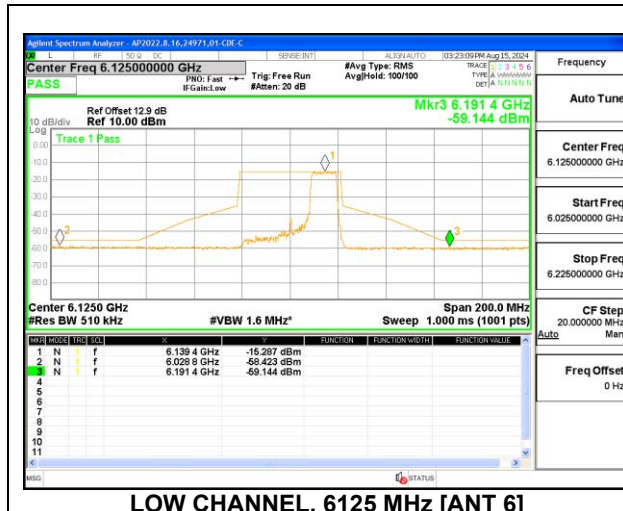 Agilent Spectrum Analyzer - AP2022.8.16,24971,01-CDE-C
L RF 50 Ω DC SENSE:INT ALIGN AUTO 03:23:09 PM Aug 15, 2024
Center Freq 6.125000000 GHz #Avg Type: RMS TRACE 1 2 3 4 5 6
PASS PNO: Fast Trig: Free Run Avg|Hold: 100/100 TYPE A WWWWW
IFGain:Low #Atten: 20 dB DET A N N N N N
Mkr3 6.191 4 GHz
Ref Offset 12.9 dB
10 dB/div Ref 10.00 dBm -59.144 dBm
Log
Trace 1 Pass
0.00
-10.0
-20.0
-30.0
-40.0
-50.0
-60.0
-70.0
-80.0
1
2
3
Center 6.1250 GHz Span 200.0 MHz
#Res BW 510 kHz #VBW 1.6 MHz* Sweep 1.000 ms (1001 pts)
MKR MODE TRC SCL X Y FUNCTION FUNCTION WIDTH FUNCTION VALUE
1 N 1 f 6.139 4 GHz -15.287 dBm
2 N 1 f 6.028 8 GHz -58.423 dBm
3 N 1 f 6.191 4 GHz -59.144 dBm
4
5
6
7
8
9
10
11
MSG STATUS
Frequency
Auto Tune
Center Freq
6.125000000 GHz
Start Freq
6.025000000 GHz
Stop Freq
6.225000000 GHz
CF Step
20.000000 MHz
Auto Man
Freq Offset
0 Hz
LOW CHANNEL, 6125 MHz [ANT 6]